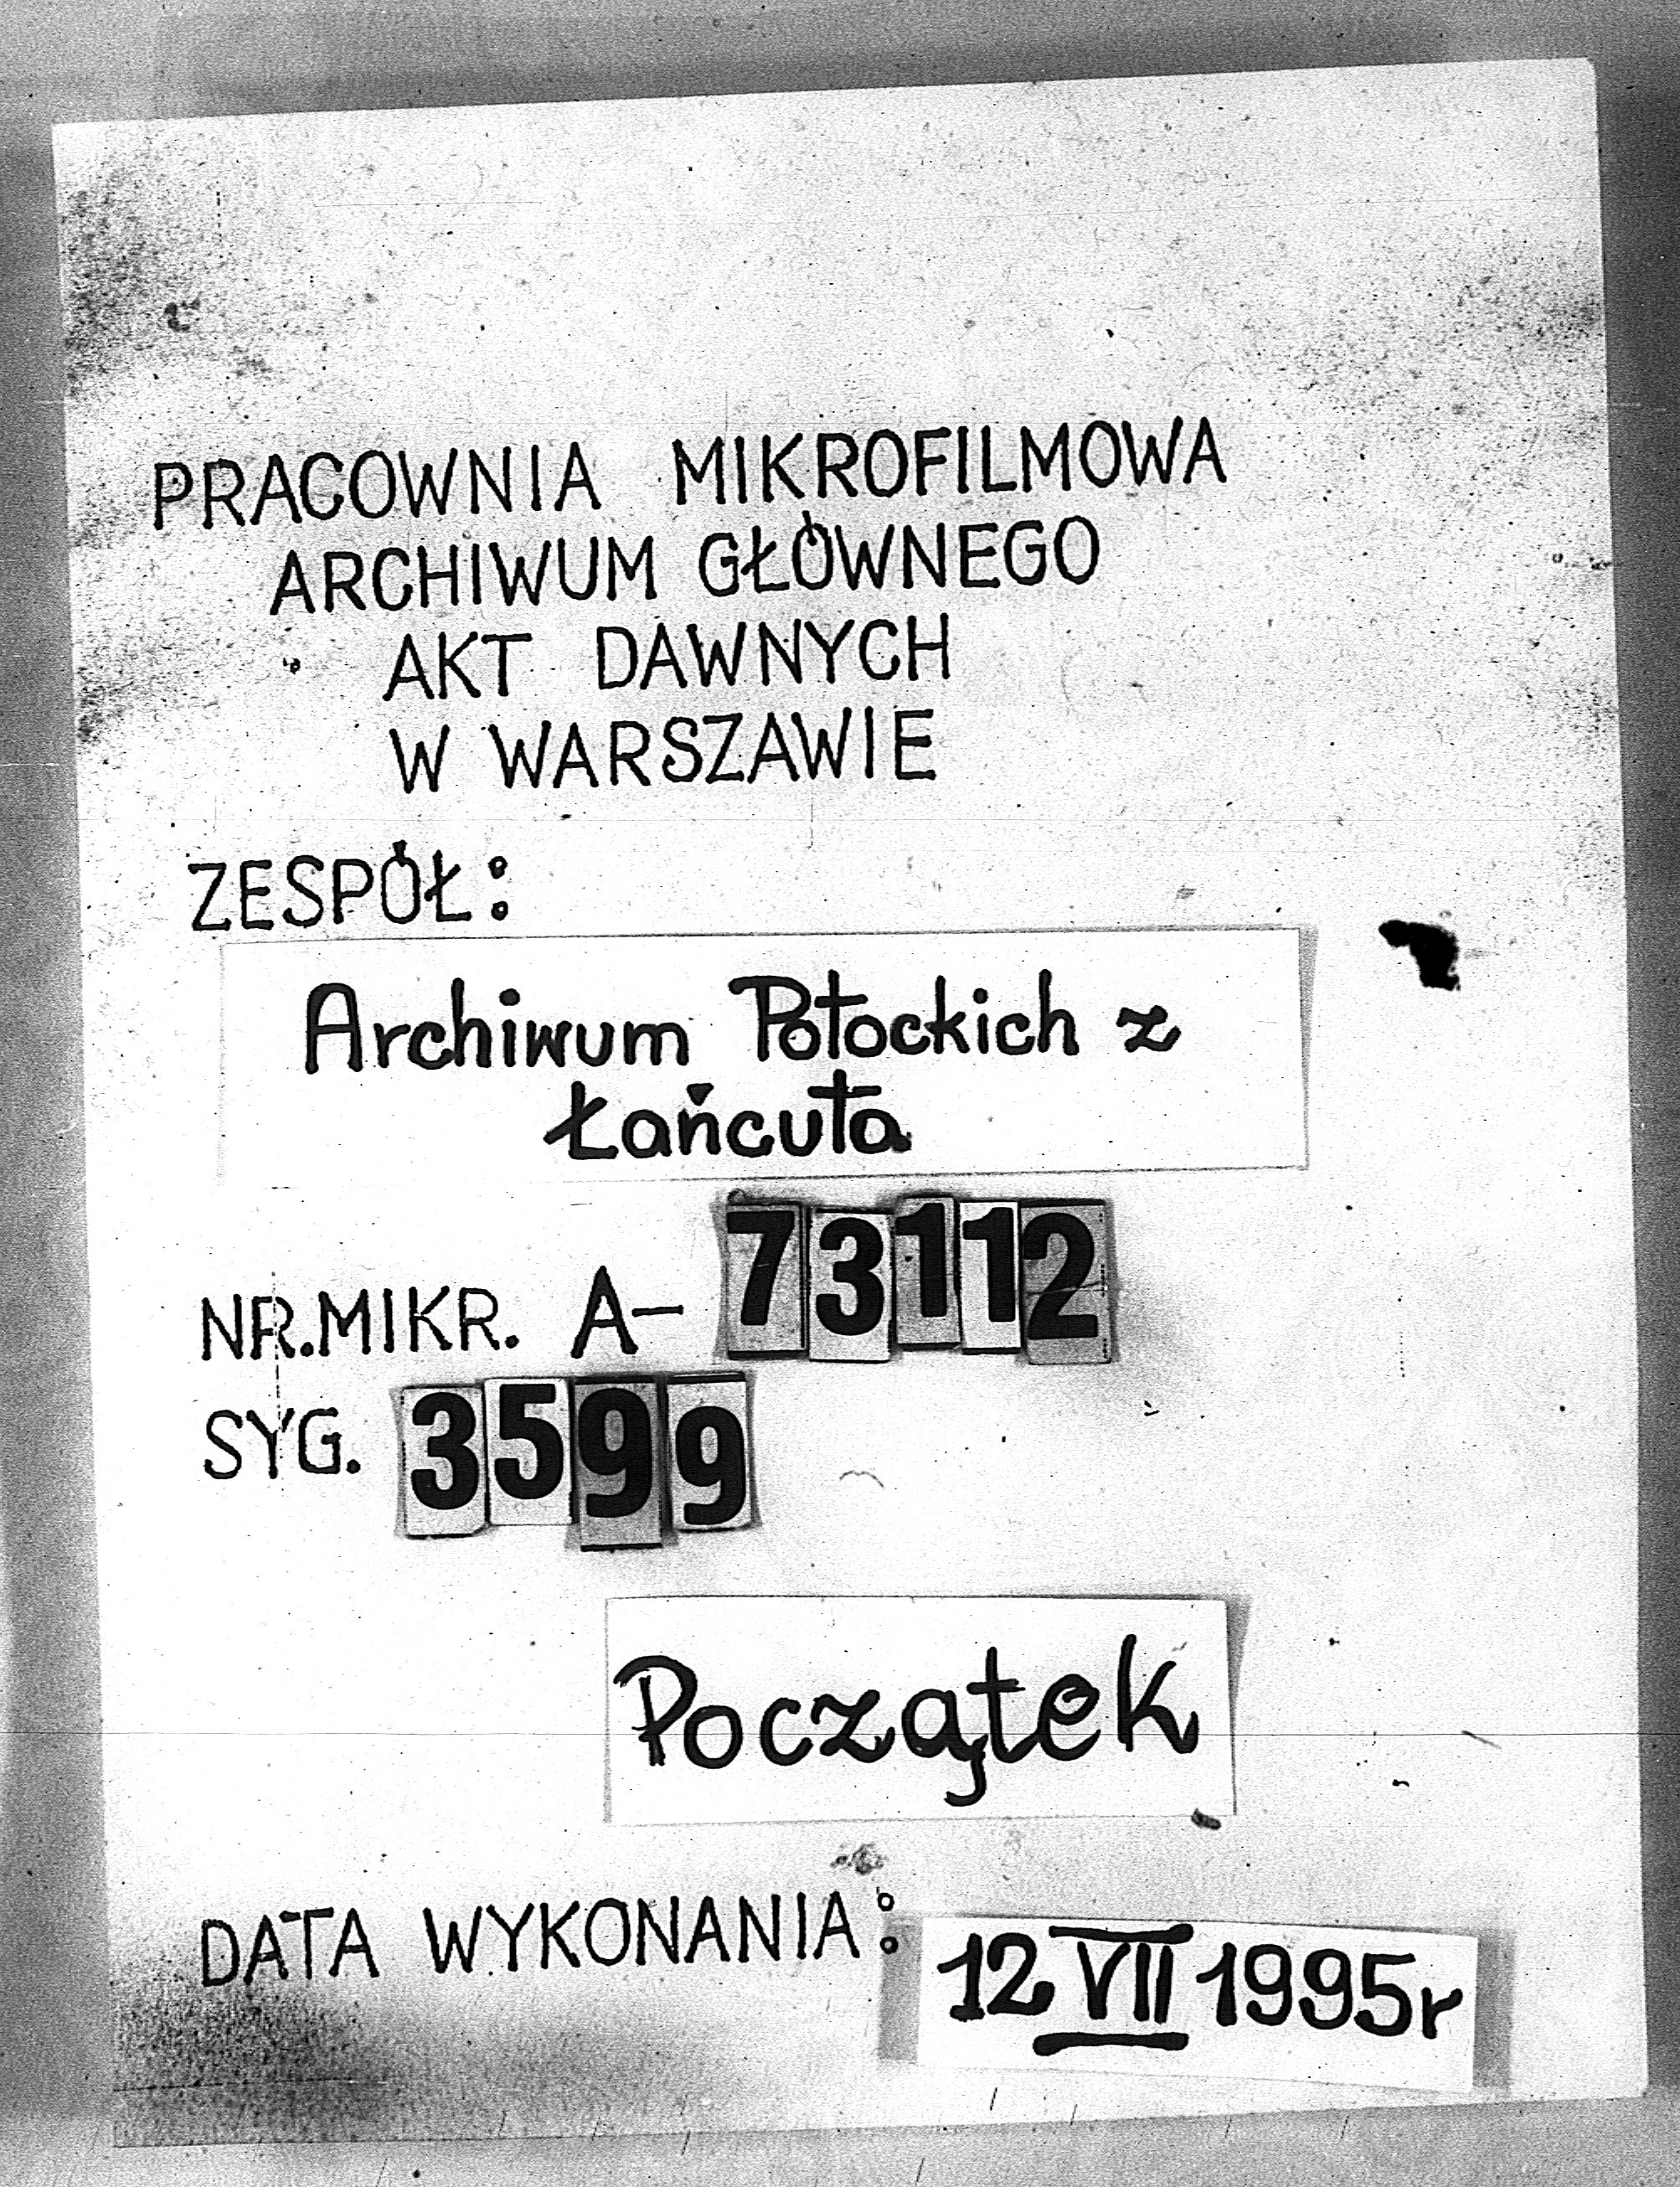 PRACOWNIA MIKROFILMOWA
ARCHIWUM GŁÓWNEGO
AKT DAWNYCH
W WARSZAWIE
ZESPÓŁ:
Archiwum Potockich z
Łańcuta
NR.MIKR. A- 73112
SYG. 3599
Początek
DATA WYKONANIA: 12 VII 1995r